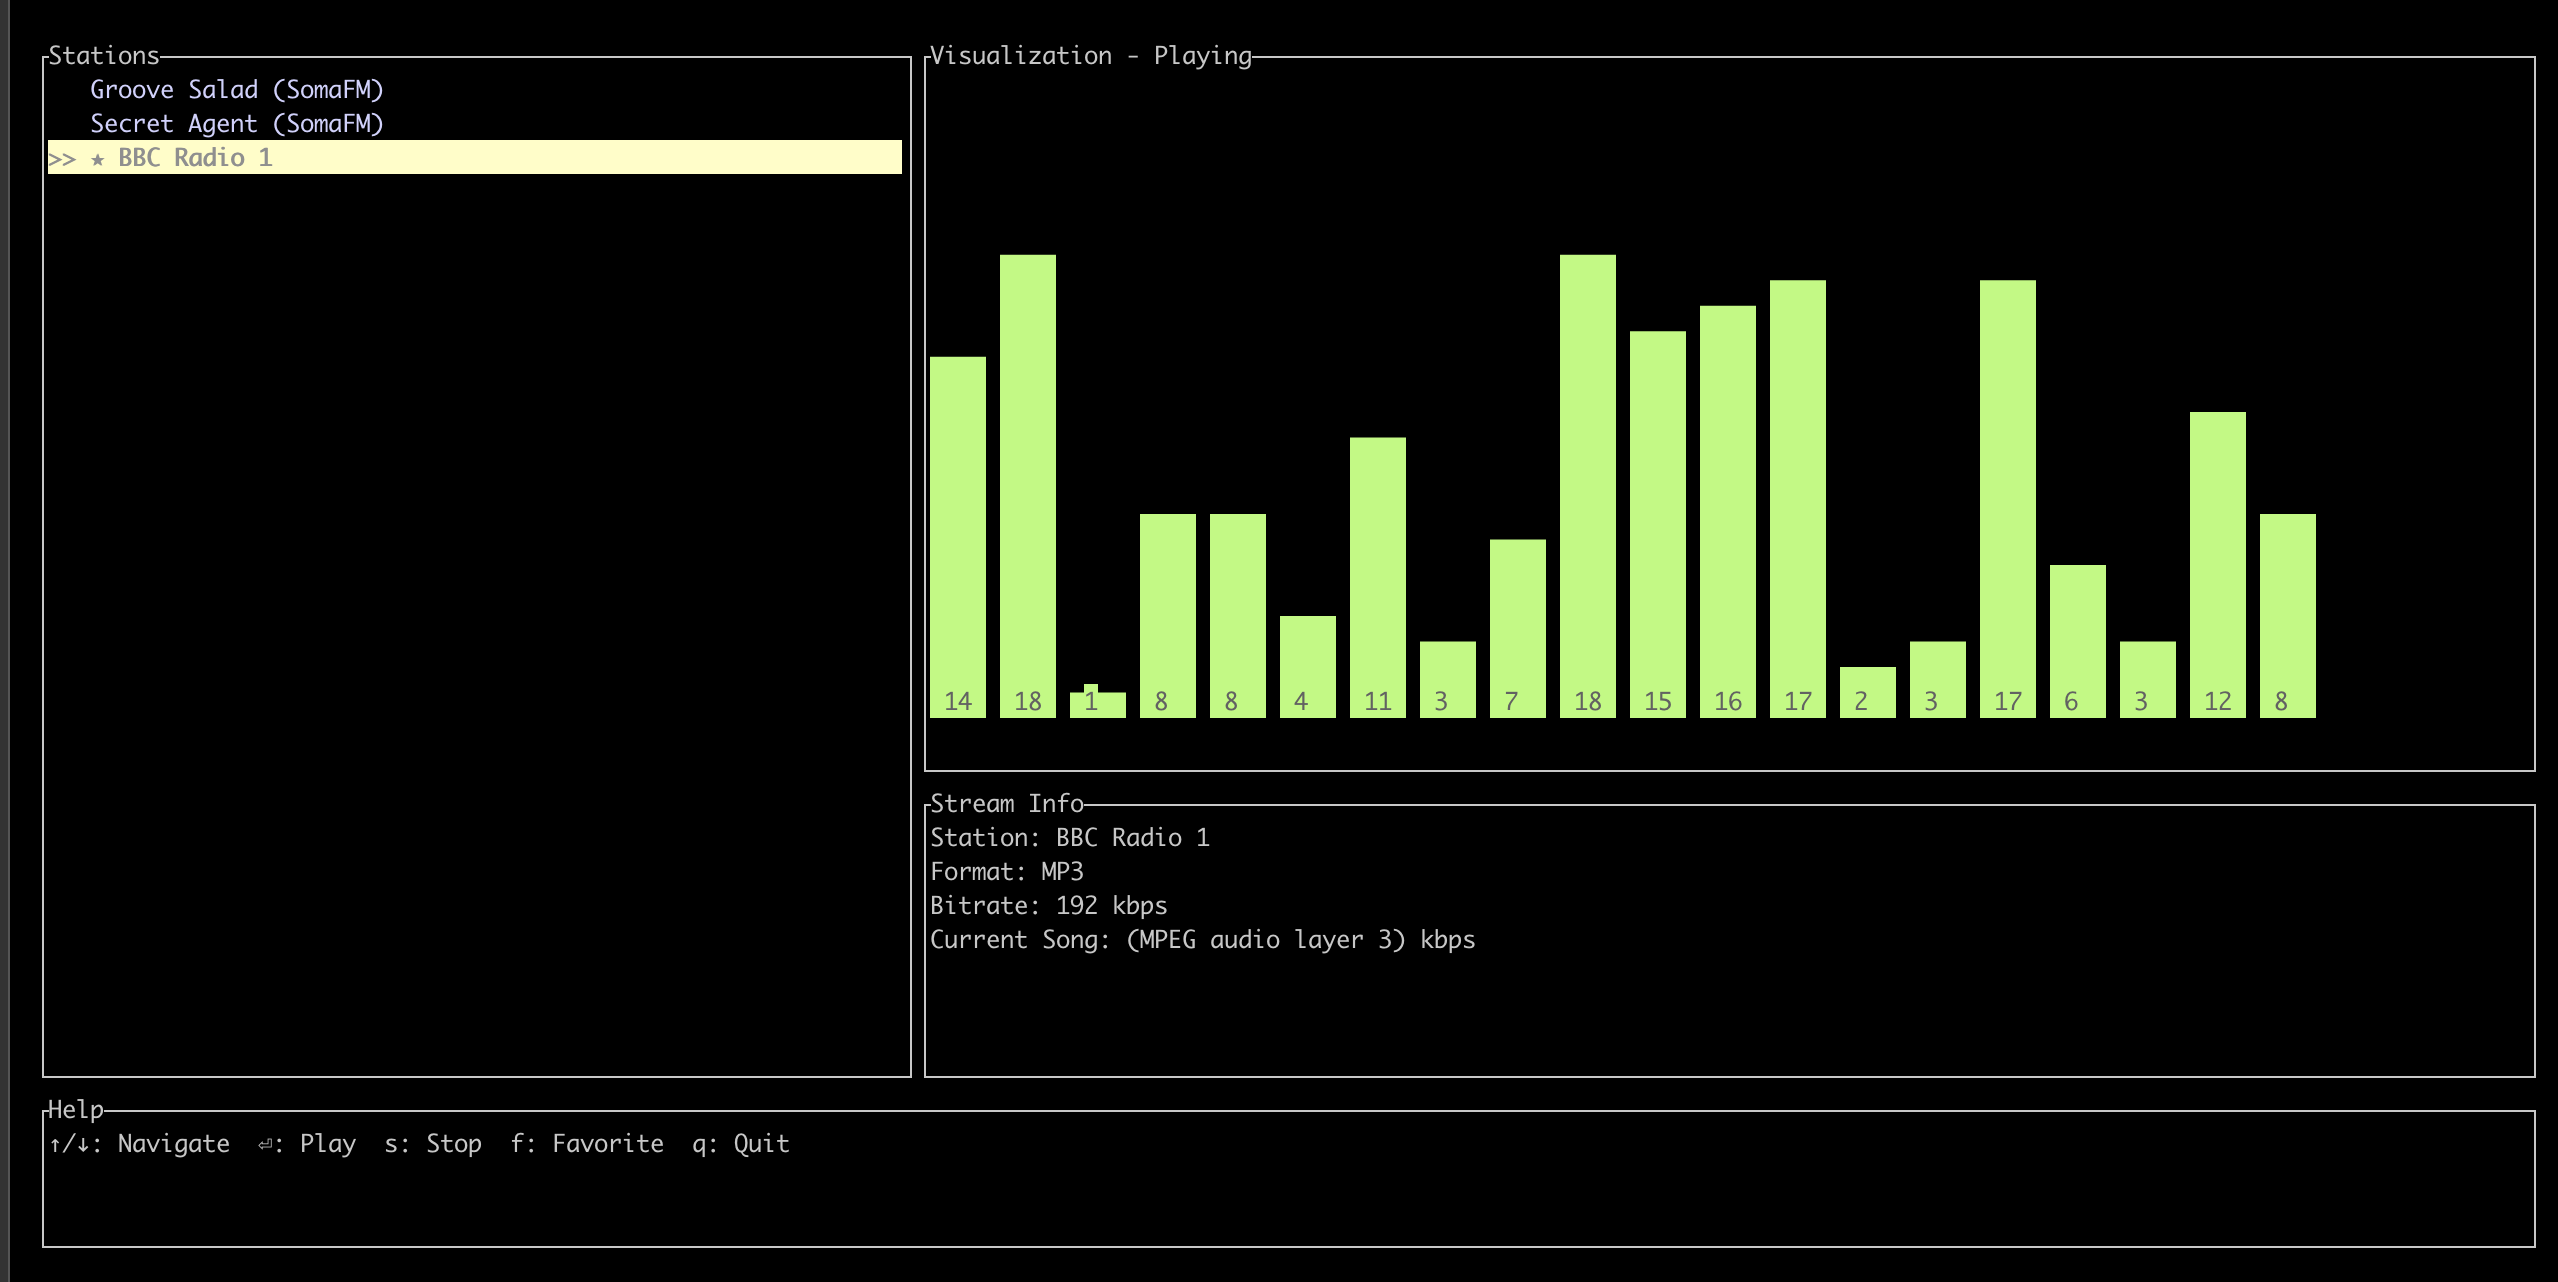 Stations
Groove Salad (SomaFM)
Secret Agent (SomaFM)
>> ★ BBC Radio 1
Visualization - Playing
14 18 1 8 8 4 11 3 7 18 15 16 17 2 3 17 6 3 12 8
Stream Info
Station: BBC Radio 1
Format: MP3
Bitrate: 192 kbps
Current Song: (MPEG audio layer 3) kbps
Help
↑/↓: Navigate  ⏎: Play  s: Stop  f: Favorite  q: Quit